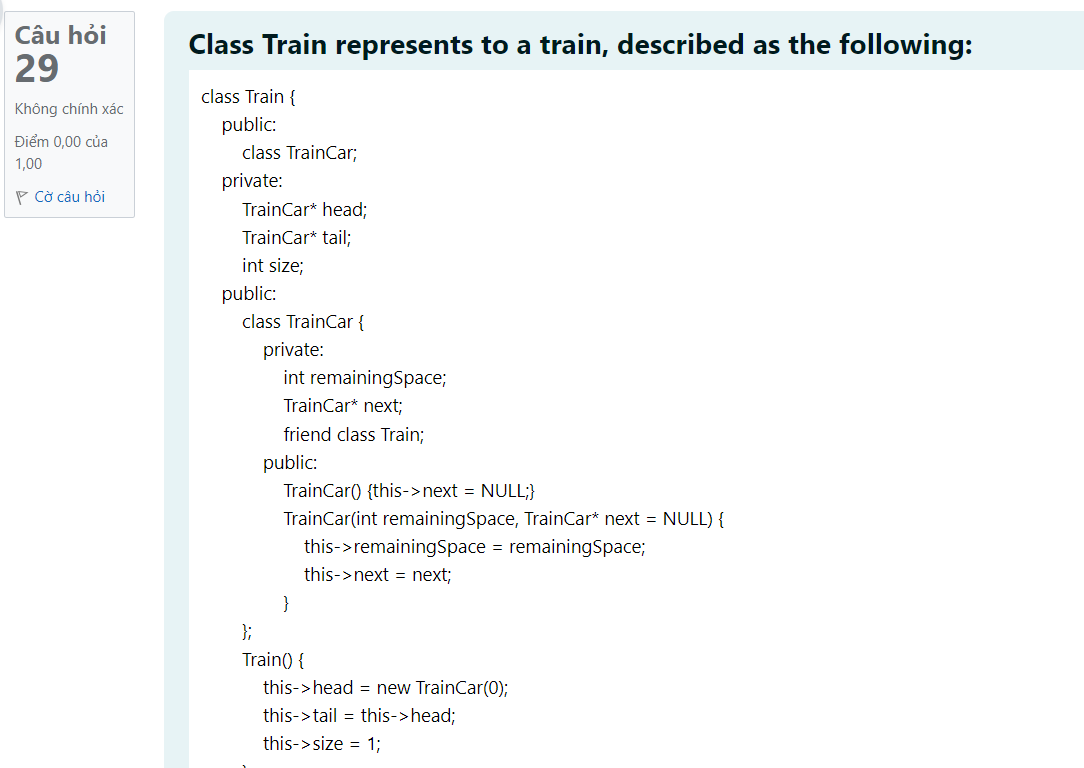 Câu hỏi
29
Không chính xác
Điểm 0,00 của
1,00
Cờ câu hỏi
Class Train represents to a train, described as the following:
class Train {
public:
class TrainCar;
private:
TrainCar* head;
TrainCar* tail;
int size;
public:
class TrainCar {
private:
int remainingSpace;
TrainCar* next;
friend class Train;
public:
TrainCar() {this->next = NULL;}
TrainCar(int remainingSpace, TrainCar* next = NULL) {
this->remainingSpace = remainingSpace;
this->next = next;
}
};
Train() {
this->head = new TrainCar(0);
this->tail = this->head;
this->size = 1;